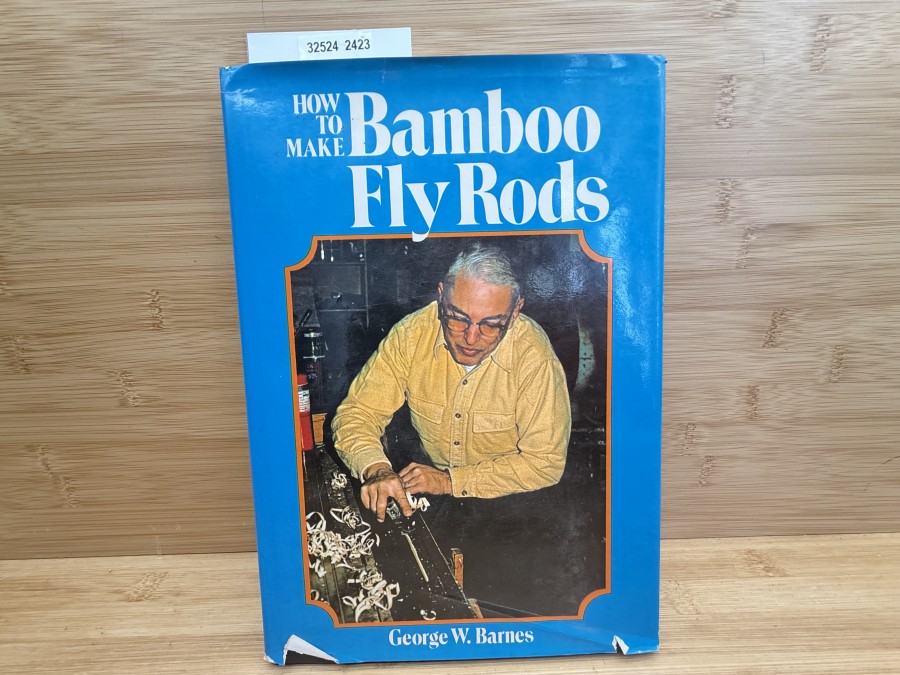 32524 2423
HOW
TO
MAKE
Bamboo
Fly Rods
George W. Barnes